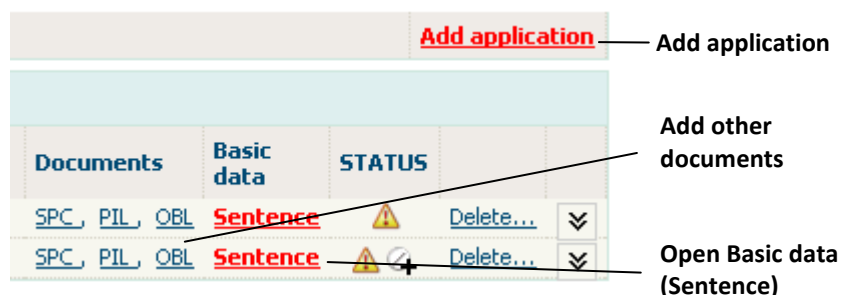 Add application
Add application
Add other
documents
Documents
Basic
data
STATUS
SPC , PIL , OBL Sentence Delete...
SPC , PIL , OBL Sentence Delete...
Open Basic data
(Sentence)